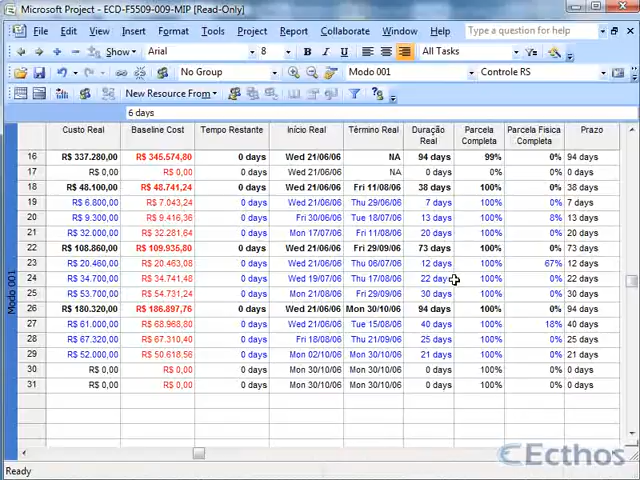 Microsoft Project - ECD-F5509-009-MIP [Read-Only]
File Edit View Insert Format Tools Project Report Collaborate Window Help Type a question for help
Show Arial 8 B I U All Tasks
No Group Modo 001 Controle RS
New Resource From
6 days
Custo Real Baseline Cost Tempo Restante Início Real Término Real Duração Real Parcela Completa Parcela Fisica Completa Prazo
16 R$ 337.280,00 R$ 345.574,80 0 days Wed 21/06/06 NA 94 days 99% 0% 94 days
17 R$ 0,00 R$ 0,00 0 days Wed 21/06/06 NA 0 days 0% 0% 0 days
18 R$ 48.100,00 R$ 48.741,24 0 days Wed 21/06/06 Fri 11/08/06 38 days 100% 0% 38 days
19 R$ 6.800,00 R$ 7.043,24 0 days Wed 21/06/06 Thu 29/06/06 7 days 100% 0% 7 days
20 R$ 9.300,00 R$ 9.416,36 0 days Fri 30/06/06 Tue 18/07/06 13 days 100% 8% 13 days
21 R$ 32.000,00 R$ 32.281,64 0 days Mon 17/07/06 Fri 11/08/06 20 days 100% 0% 20 days
22 R$ 108.860,00 R$ 109.935,80 0 days Wed 21/06/06 Fri 29/09/06 73 days 100% 0% 73 days
23 R$ 20.460,00 R$ 20.463,08 0 days Wed 21/06/06 Thu 06/07/06 12 days 100% 67% 12 days
24 R$ 34.700,00 R$ 34.741,48 0 days Wed 19/07/06 Thu 17/08/06 22 days 100% 0% 22 days
25 R$ 53.700,00 R$ 54.731,24 0 days Mon 21/08/06 Fri 29/09/06 30 days 100% 0% 30 days
26 R$ 180.320,00 R$ 186.897,76 0 days Wed 21/06/06 Mon 30/10/06 94 days 100% 0% 94 days
27 R$ 61.000,00 R$ 68.968,80 0 days Wed 21/06/06 Tue 15/08/06 40 days 100% 18% 40 days
28 R$ 67.320,00 R$ 67.310,40 0 days Fri 18/08/06 Thu 21/09/06 25 days 100% 0% 25 days
29 R$ 52.000,00 R$ 50.618,56 0 days Mon 02/10/06 Mon 30/10/06 21 days 100% 0% 21 days
30 R$ 0,00 R$ 0,00 0 days Mon 30/10/06 Mon 30/10/06 0 days 100% 0% 0 days
31 R$ 0,00 R$ 0,00 0 days Mon 30/10/06 Mon 30/10/06 0 days 100% 0% 0 days
Modo 001
Ecthos
Ready